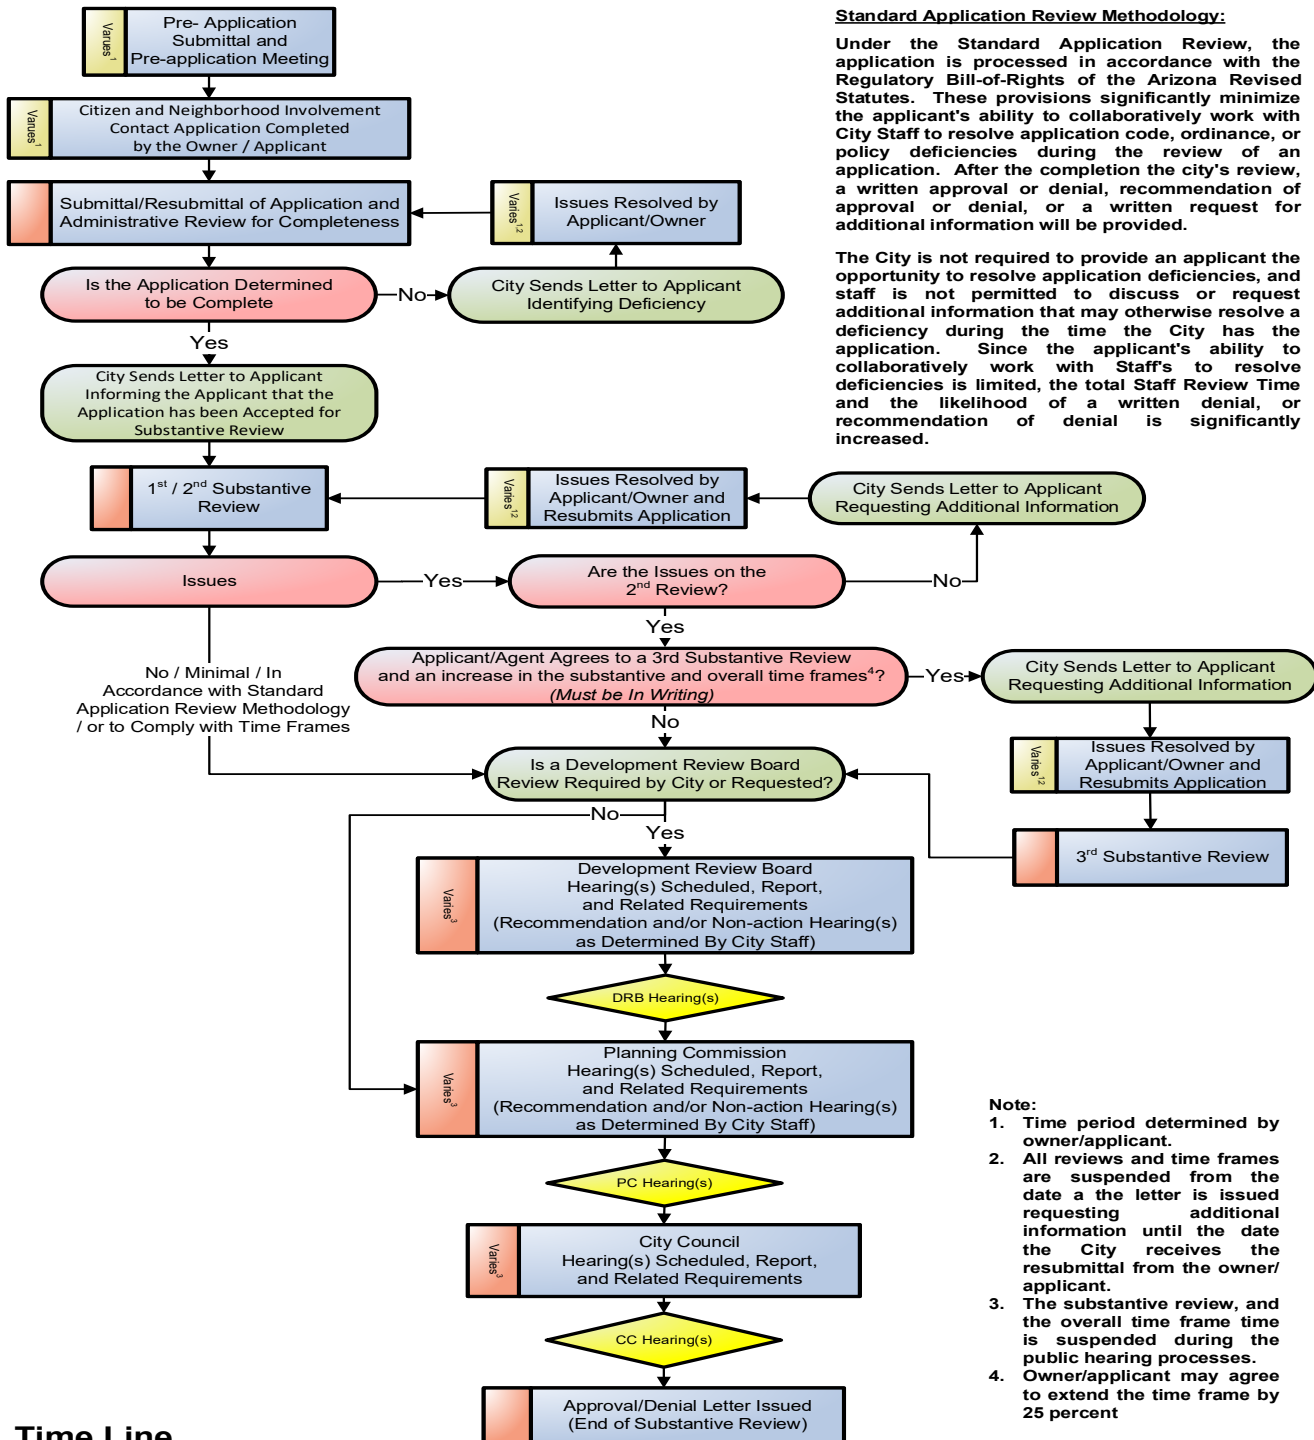 Pre- Application
Submittal and
Pre-application Meeting
Varues1
Citizen and Neighborhood Involvement
Contact Application Completed
by the Owner / Applicant
Varues1
Submittal/Resubmittal of Application and
Administrative Review for Completeness
Varies1,2
Issues Resolved by
Applicant/Owner
Is the Application Determined
to be Complete
No
City Sends Letter to Applicant
Identifying Deficiency
Yes
City Sends Letter to Applicant
Informing the Applicant that the
Application has been Accepted for
Substantive Review
1st / 2nd Substantive
Review
Varies1,2
Issues Resolved by
Applicant/Owner and
Resubmits Application
City Sends Letter to Applicant
Requesting Additional Information
Issues
Yes
Are the Issues on the
2nd Review?
No
Yes
No / Minimal / In
Accordance with Standard
Application Review Methodology
/ or to Comply with Time Frames
Applicant/Agent Agrees to a 3rd Substantive Review
and an increase in the substantive and overall time frames4?
(Must be In Writing)
Yes
City Sends Letter to Applicant
Requesting Additional Information
No
Varies1,2
Issues Resolved by
Applicant/Owner and
Resubmits Application
3rd Substantive Review
Is a Development Review Board
Review Required by City or Requested?
No
Yes
Varies3
Development Review Board
Hearing(s) Scheduled, Report,
and Related Requirements
(Recommendation and/or Non-action Hearing(s)
as Determined By City Staff)
DRB Hearing(s)
Varies3
Planning Commission
Hearing(s) Scheduled, Report,
and Related Requirements
(Recommendation and/or Non-action Hearing(s)
as Determined By City Staff)
PC Hearing(s)
Varies3
City Council
Hearing(s) Scheduled, Report,
and Related Requirements
CC Hearing(s)
Approval/Denial Letter Issued
(End of Substantive Review)
Time Line
Standard Application Review Methodology:
Under the Standard Application Review, the
application is processed in accordance with the
Regulatory Bill-of-Rights of the Arizona Revised
Statutes. These provisions significantly minimize
the applicant's ability to collaboratively work with
City Staff to resolve application code, ordinance, or
policy deficiencies during the review of an
application. After the completion the city's review,
a written approval or denial, recommendation of
approval or denial, or a written request for
additional information will be provided.
The City is not required to provide an applicant the
opportunity to resolve application deficiencies, and
staff is not permitted to discuss or request
additional information that may otherwise resolve a
deficiency during the time the City has the
application. Since the applicant's ability to
collaboratively work with Staff's to resolve
deficiencies is limited, the total Staff Review Time
and the likelihood of a written denial, or
recommendation of denial is significantly
increased.
Note:
1. Time period determined by
owner/applicant.
2. All reviews and time frames
are suspended from the
date a the letter is issued
requesting additional
information until the date
the City receives the
resubmittal from the owner/
applicant.
3. The substantive review, and
the overall time frame time
is suspended during the
public hearing processes.
4. Owner/applicant may agree
to extend the time frame by
25 percent